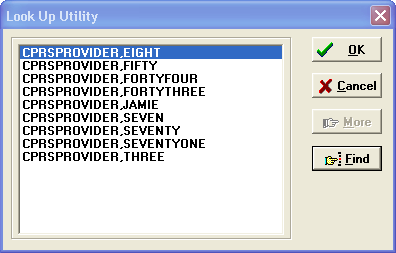 Look Up Utility
CPRSPROVIDER,EIGHT
CPRSPROVIDER,FIFTY
CPRSPROVIDER,FORTYFOUR
CPRSPROVIDER,FORTYTHREE
CPRSPROVIDER,JAMIE
CPRSPROVIDER,SEVEN
CPRSPROVIDER,SEVENTY
CPRSPROVIDER,SEVENTYONE
CPRSPROVIDER,THREE
OK
Cancel
More
Find